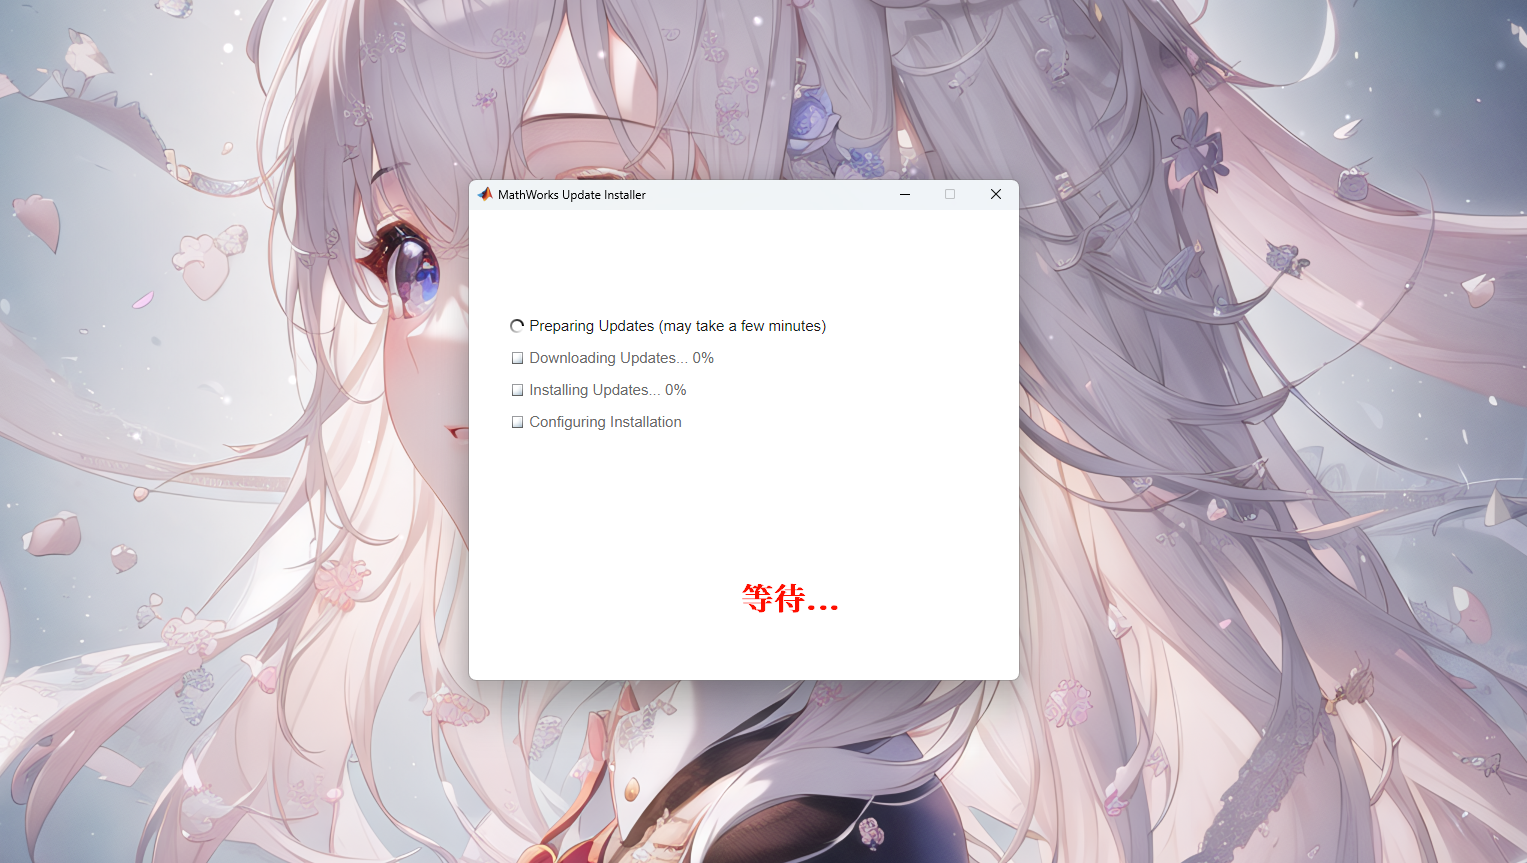 MathWorks Update Installer
Preparing Updates (may take a few minutes)
Downloading Updates... 0%
Installing Updates... 0%
Configuring Installation
等待...